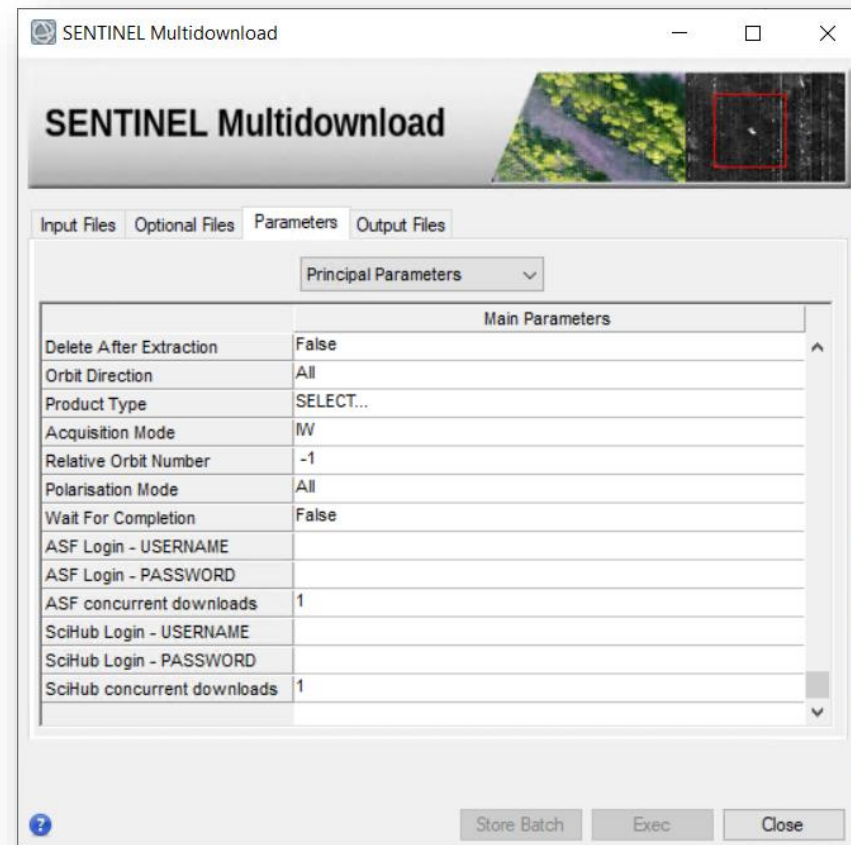 SENTINEL Multidownload
SENTINEL Multidownload
Input Files Optional Files Parameters Output Files
Principal Parameters
Main Parameters
Delete After Extraction False
Orbit Direction All
Product Type SELECT...
Acquisition Mode IW
Relative Orbit Number -1
Polarisation Mode All
Wait For Completion False
ASF Login - USERNAME
ASF Login - PASSWORD
ASF concurrent downloads 1
SciHub Login - USERNAME
SciHub Login - PASSWORD
SciHub concurrent downloads 1
? Store Batch Exec Close